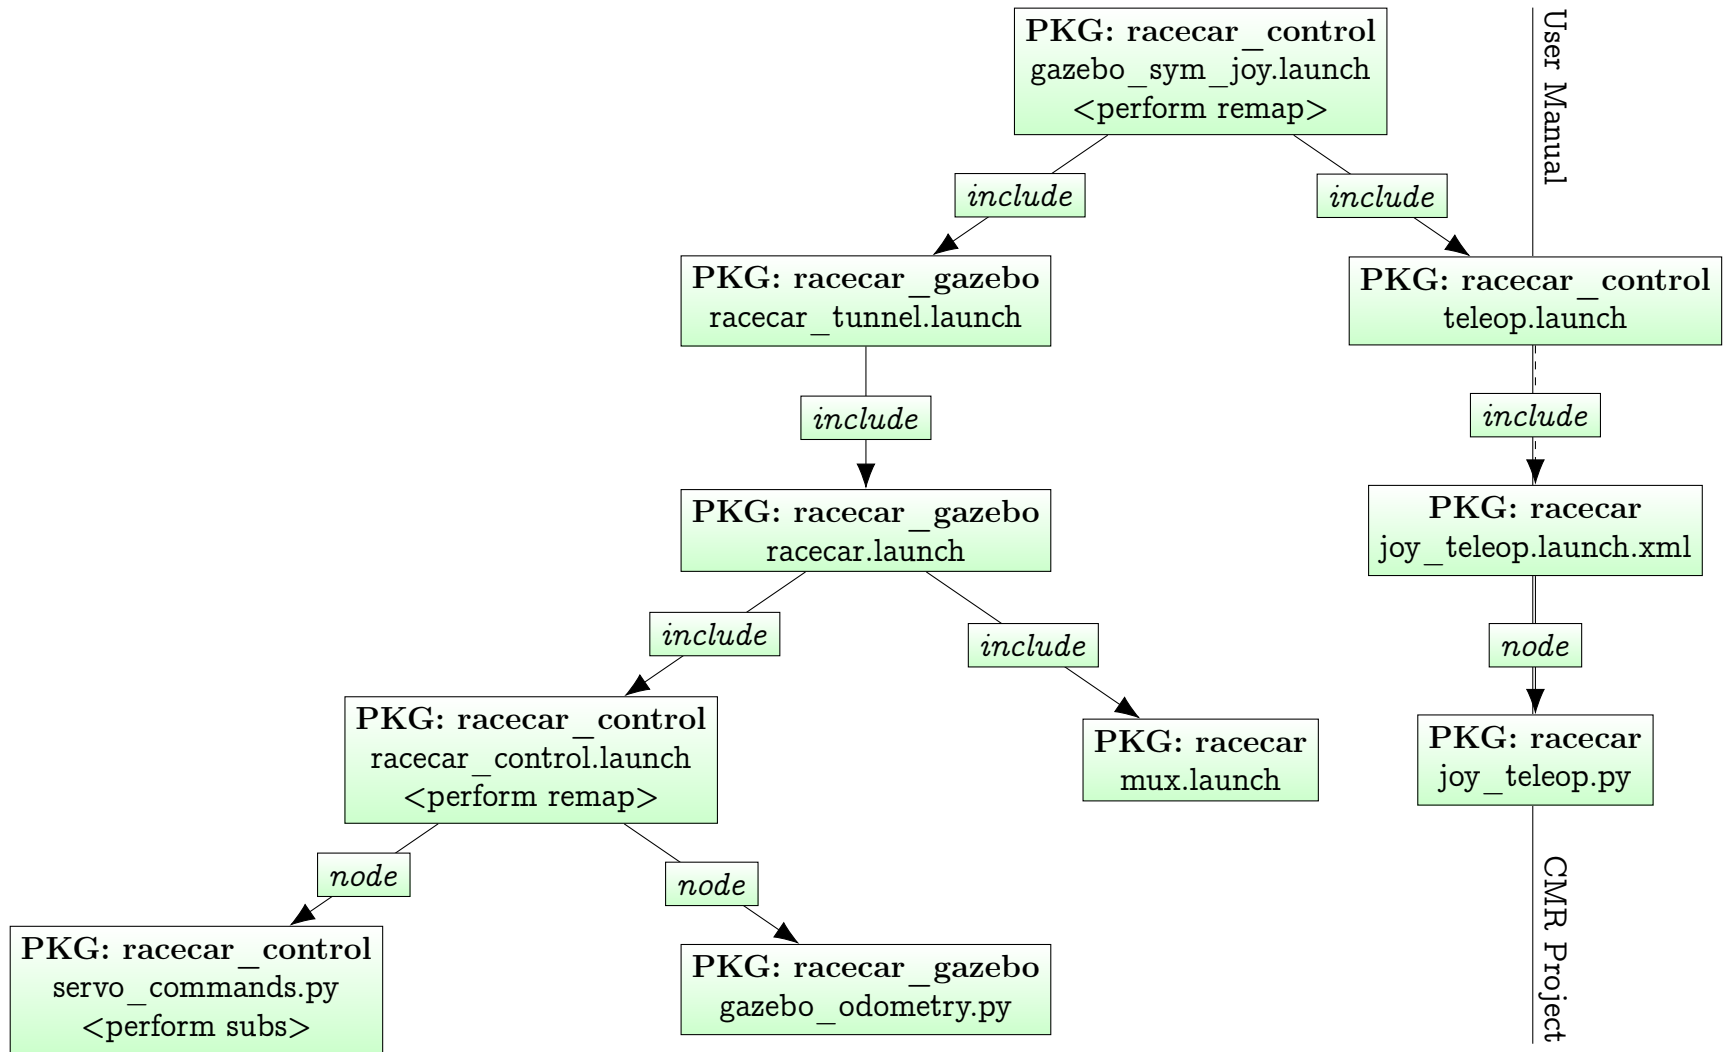 PKG: racecar_control
gazebo_sym_joy.launch
<perform remap>
User Manual
include
include
PKG: racecar_gazebo
racecar_tunnel.launch
PKG: racecar_control
teleop.launch
include
include
PKG: racecar_gazebo
racecar.launch
PKG: racecar
joy_teleop.launch.xml
include
include
node
PKG: racecar_control
racecar_control.launch
<perform remap>
PKG: racecar
mux.launch
PKG: racecar
joy_teleop.py
node
node
CMR Project
PKG: racecar_control
servo_commands.py
<perform subs>
PKG: racecar_gazebo
gazebo_odometry.py